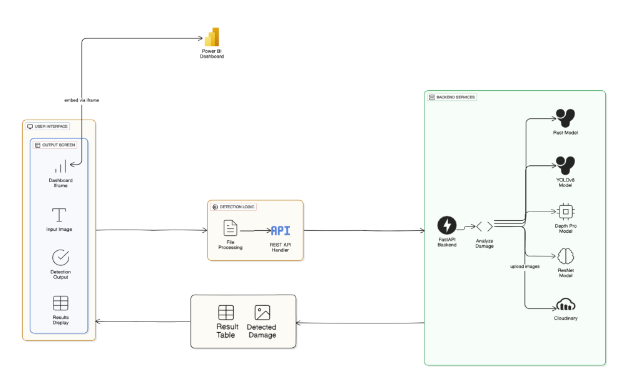 Power BI
Dashboard
embed via iframe
USER INTERFACE
OUTPUT SCREEN
Dashboard
iframe
Input Image
Detection
Output
Results
Display
DETECTION LOGIC
File
Processing
API
REST API
Handler
Result
Table
Detected
Damage
BACKEND SERVICES
FastAPI
Backend
Analyze
Damage
upload images
Past Model
YOLOv8
Model
Depth Pro
Model
ResNet
Model
Cloudinary